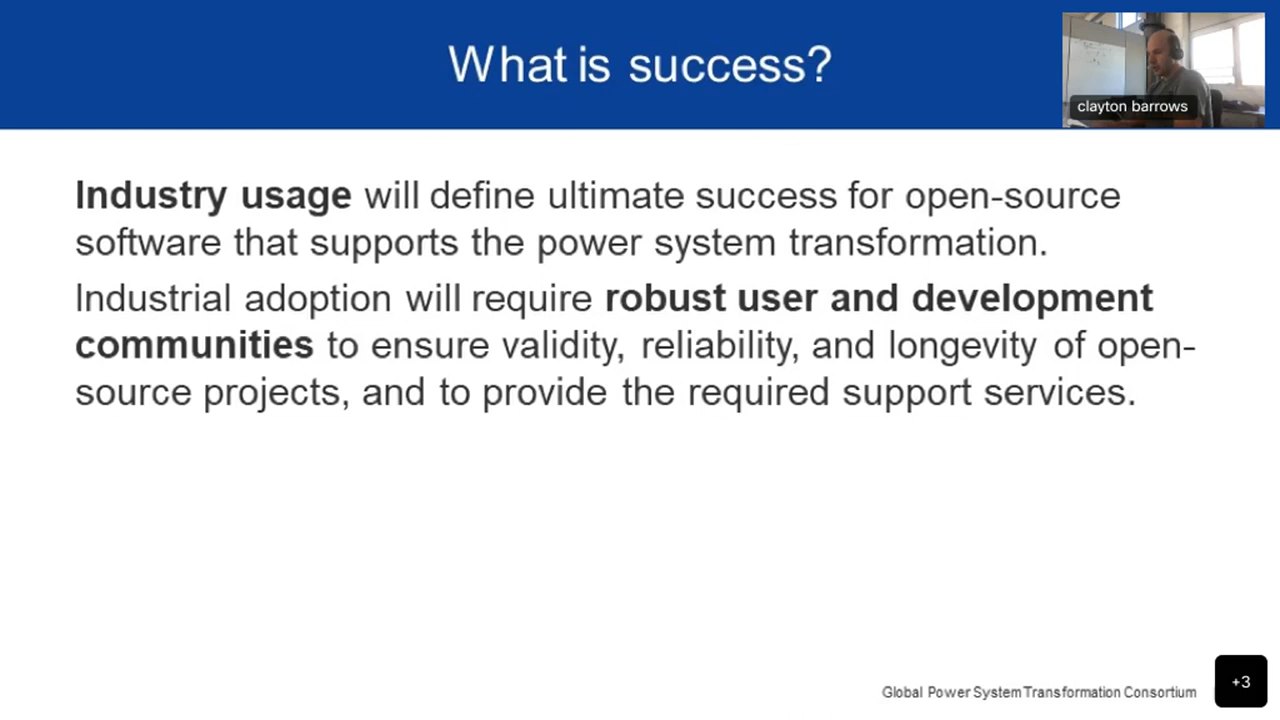 What is success?
clayton barrows
Industry usage will define ultimate success for open-source
software that supports the power system transformation.
Industrial adoption will require robust user and development
communities to ensure validity, reliability, and longevity of open-
source projects, and to provide the required support services.
Global Power System Transformation Consortium
+3